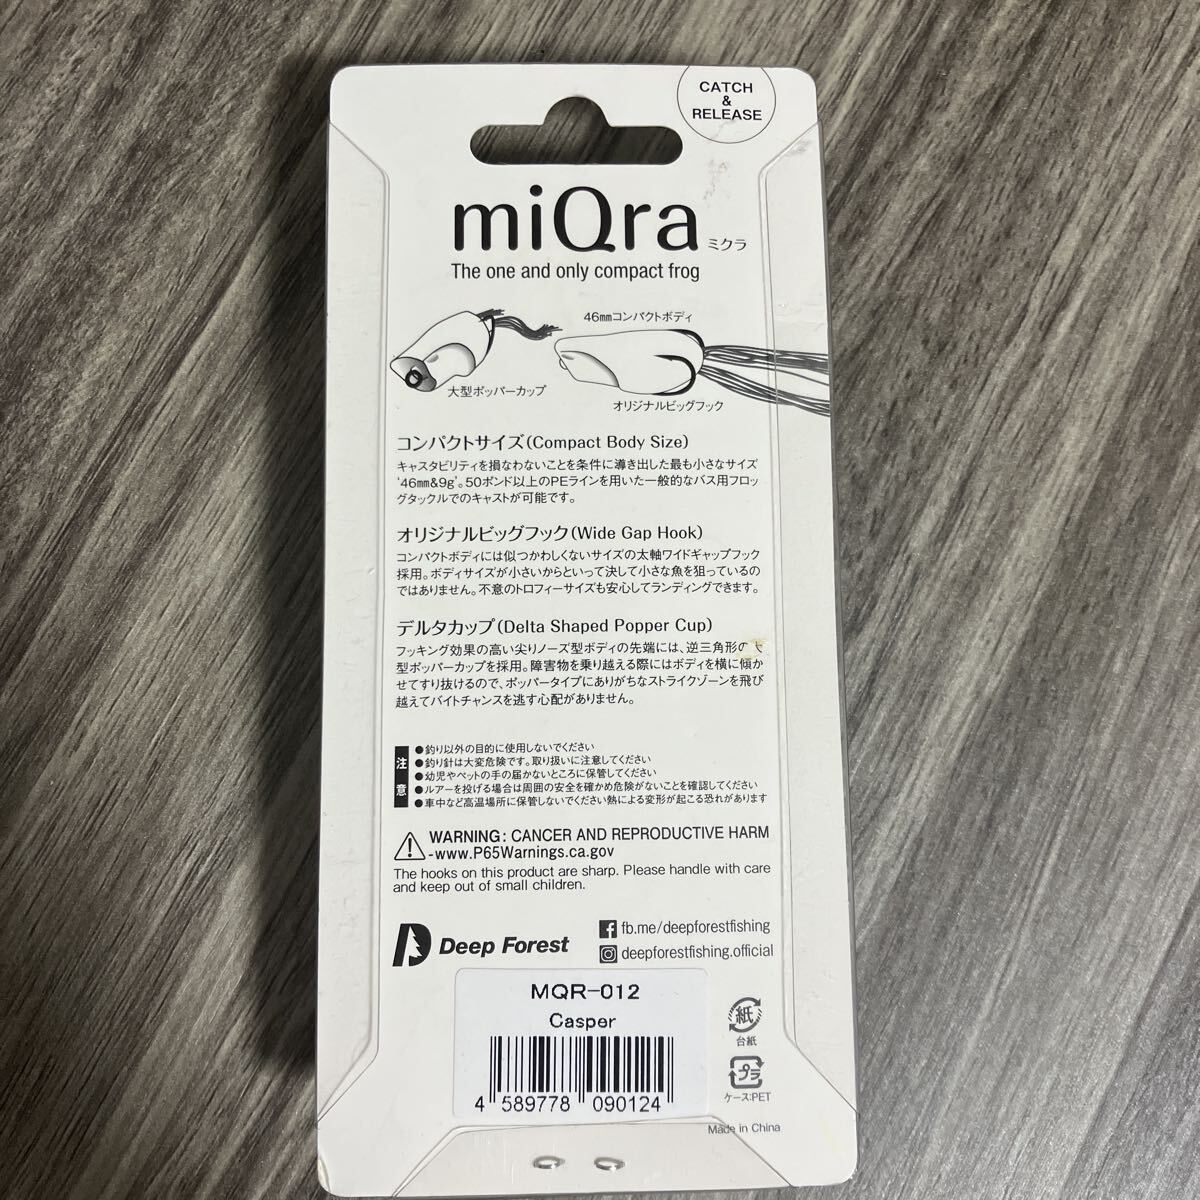 CATCH
&
RELEASE
miQra ミクラ
The one and only compact frog
46mmコンパクトボディ
大型ポッパーカップ
オリジナルビッグフック
コンパクトサイズ(Compact Body Size)
キャスタビリティを損なわないことを条件に導き出した最も小さなサイズ
'46mm&9g'。50ポンド以上のPEラインを用いた一般的なバス用フロッ
グタックルでのキャストが可能です。
オリジナルビッグフック(Wide Gap Hook)
コンパクトボディには似つかわしくないサイズの太軸ワイドギャップフック
採用。ボディサイズが小さいからといって決して小さな魚を狙っているの
ではありません。不意のトロフィーサイズも安心してランディングできます。
デルタカップ(Delta Shaped Popper Cup)
フッキング効果の高い尖りノーズ型ボディの先端には、逆三角形の大
型ポッパーカップを採用。障害物を乗り越える際にはボディを横に傾か
せてすり抜けるので、ポッパータイプにありがちなストライクゾーンを飛び
越えてバイトチャンスを逃す心配がありません。
注意
●釣り以外の目的に使用しないでください
●釣り針は大変危険です。取り扱いに注意してください
●幼児やペットの手の届かないところに保管してください
●ルアーを投げる場合は周囲の安全を確かめ危険がないことを確認してください
●車中など高温場所に保管しないでください熱による変形が起こる恐れがあります
WARNING: CANCER AND REPRODUCTIVE HARM
-www.P65Warnings.ca.gov
The hooks on this product are sharp. Please handle with care
and keep out of small children.
Deep Forest
fb.me/deepforestfishing
deepforestfishing.official
MQR-012
Casper
4 589778 090124
紙
台紙
プラ
ケース:PET
Made in China